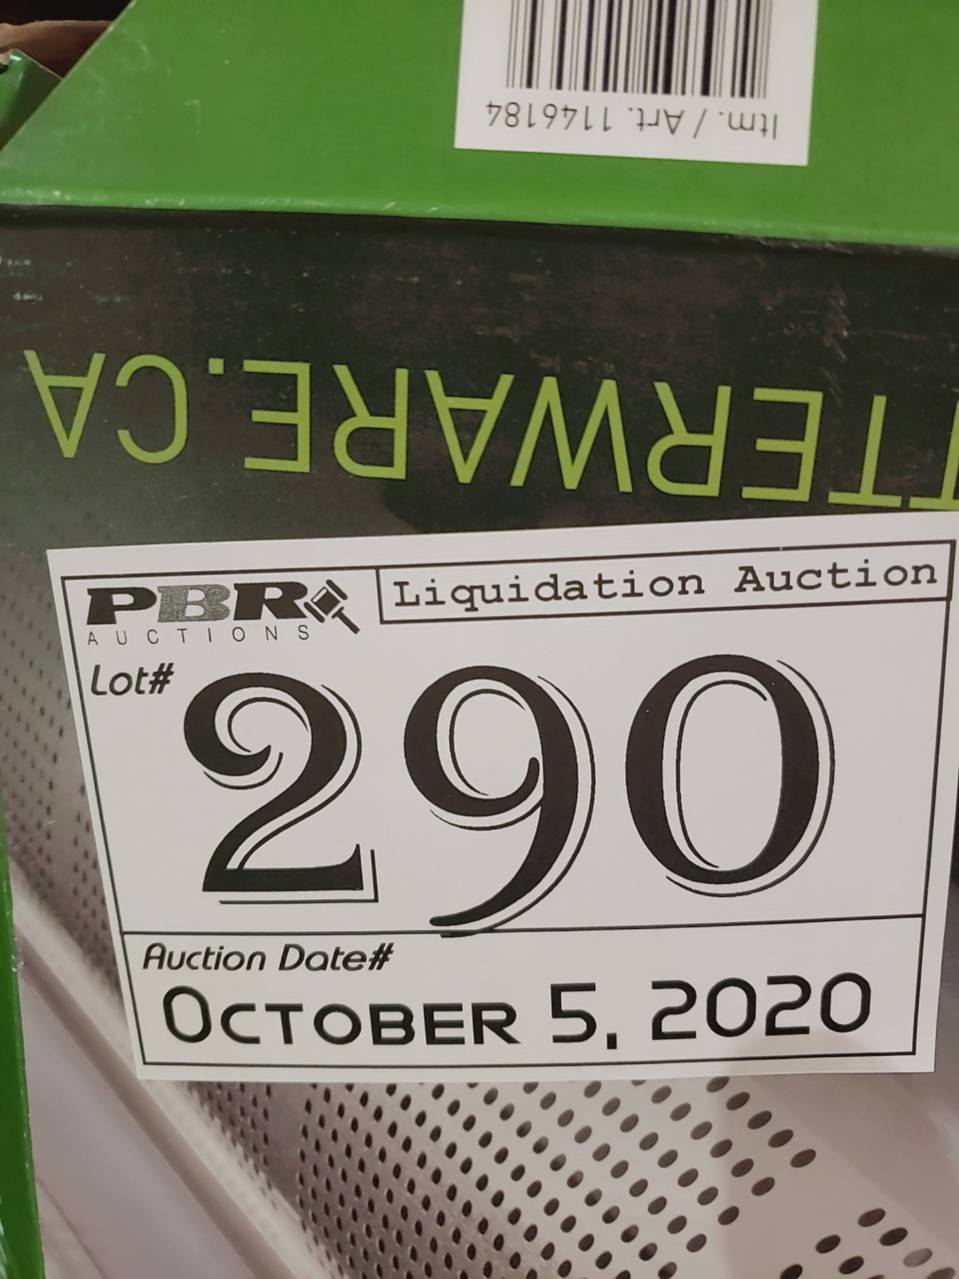 Itm. / Art. 1146184
TERWARE.CA
PBR
AUCTIONS
Liquidation Auction
Lot#
290
Auction Date#
OCTOBER 5, 2020